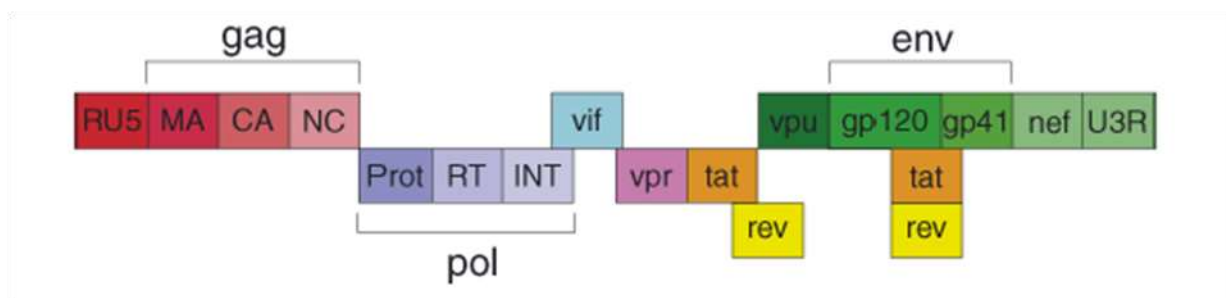 gag
env
RU5 MA CA NC vif vpu gp120 gp41 nef U3R
Prot RT INT vpr tat tat
rev rev
pol